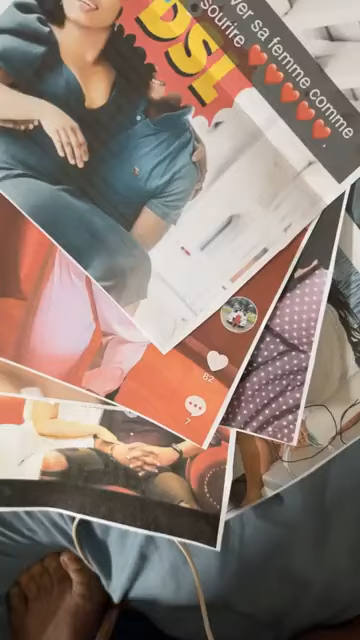 DSL
ver sa femme comme
sourire ❤️❤️❤️❤️❤️.
82
7